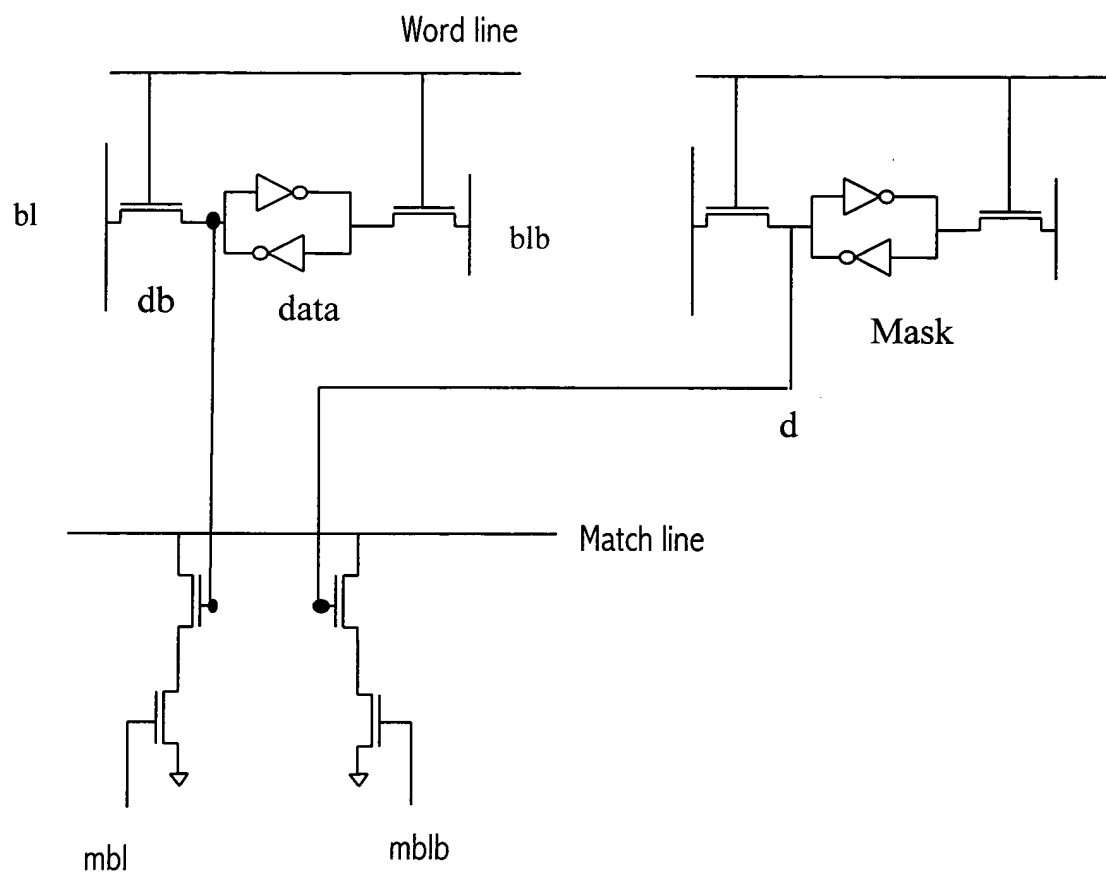 Word line
bl
blb
db
data
Mask
d
Match line
mbl
mblb